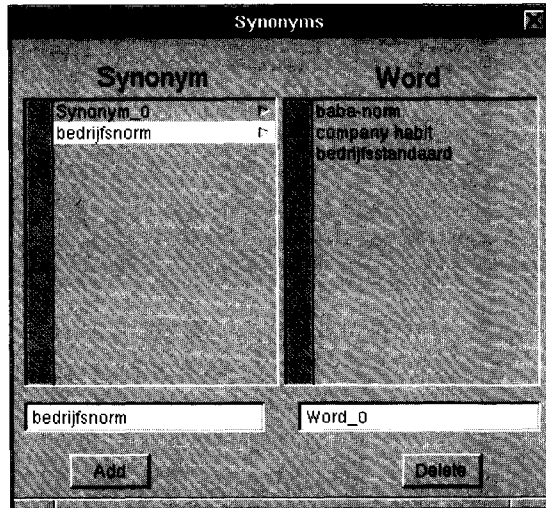 Synonyms
Synonym
Word
Synonym_0
bedrijfsnorm
baba-norm
company habit
bedrijfsstandaard
bedrijfsnorm
Word_0
Add
Delete